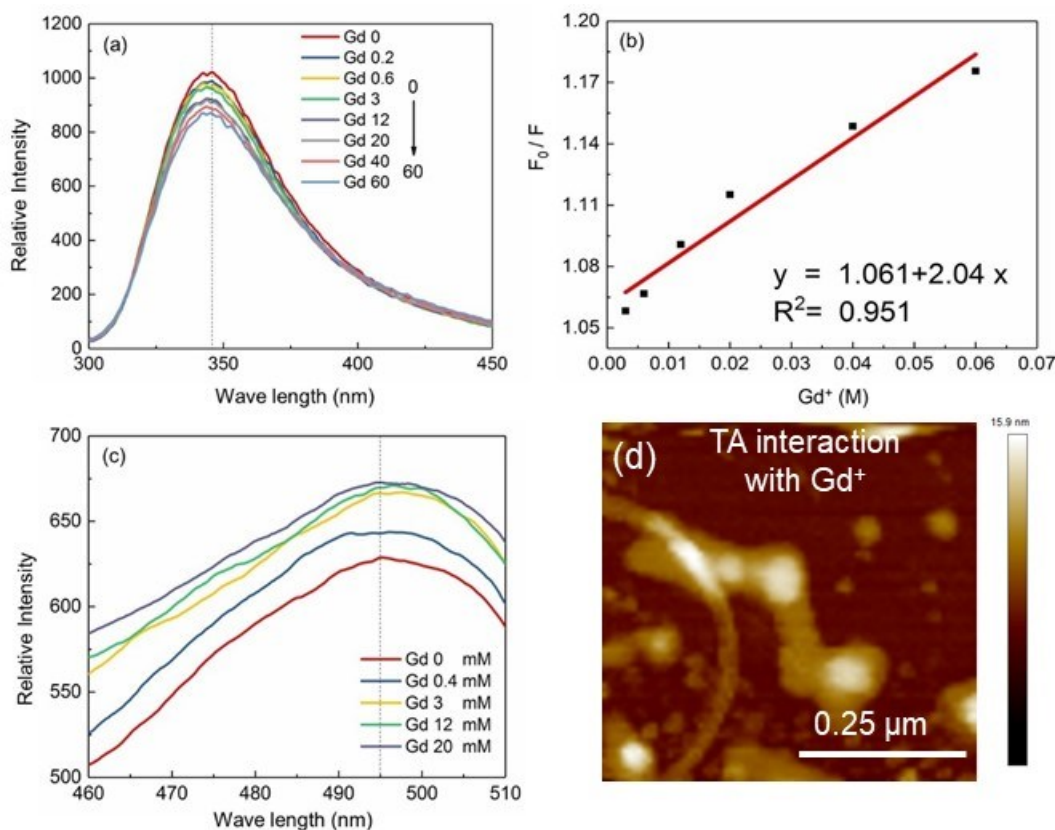 1200
1000
800
600
400
200
0
300
350
400
450
Relative Intensity
Wave length (nm)
(a)
Gd 0
Gd 0.2
Gd 0.6
Gd 3
Gd 12
Gd 20
Gd 40
Gd 60
0
60
(b)
1.20
1.17
1.14
1.11
1.08
1.05
F0 / F
0.00
0.01
0.02
0.03
0.04
0.05
0.06
0.07
Gd+ (M)
y = 1.061+2.04 x
R2= 0.951
(c)
700
650
600
550
500
Relative Intensity
460
470
480
490
500
510
Wave length (nm)
Gd 0 mM
Gd 0.4 mM
Gd 3 mM
Gd 12 mM
Gd 20 mM
(d)
TA interaction
with Gd+
0.25 μm
15.9 nm